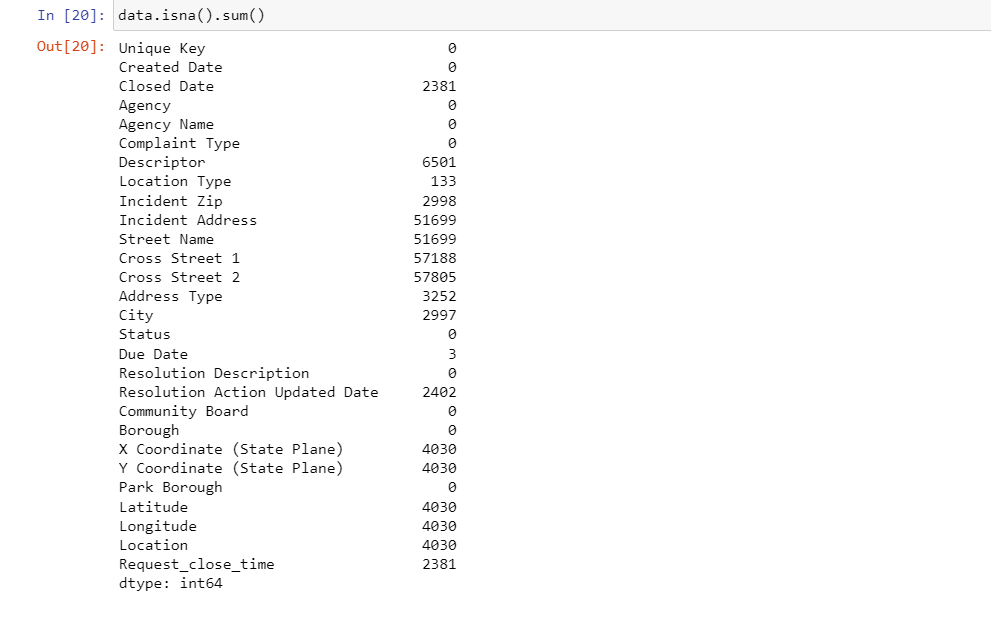 In [20]: data.isna().sum()
Out[20]: Unique Key 0
Created Date 0
Closed Date 2381
Agency 0
Agency Name 0
Complaint Type 0
Descriptor 6501
Location Type 133
Incident Zip 2998
Incident Address 51699
Street Name 51699
Cross Street 1 57188
Cross Street 2 57805
Address Type 3252
City 2997
Status 0
Due Date 3
Resolution Description 0
Resolution Action Updated Date 2402
Community Board 0
Borough 0
X Coordinate (State Plane) 4030
Y Coordinate (State Plane) 4030
Park Borough 0
Latitude 4030
Longitude 4030
Location 4030
Request_close_time 2381
dtype: int64